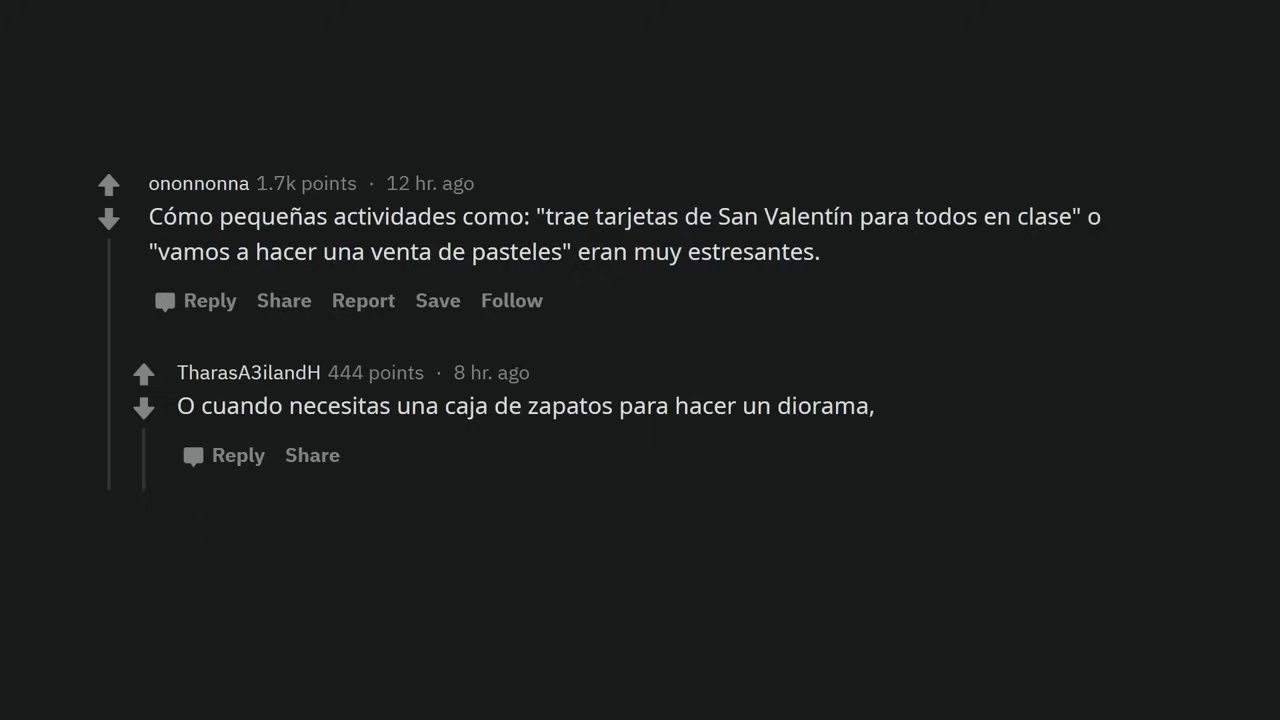 ononnonna 1.7k points · 12 hr. ago
Cómo pequeñas actividades como: "trae tarjetas de San Valentín para todos en clase" o
"vamos a hacer una venta de pasteles" eran muy estresantes.
Reply Share Report Save Follow
TharasA3ilandH 444 points · 8 hr. ago
O cuando necesitas una caja de zapatos para hacer un diorama,
Reply Share